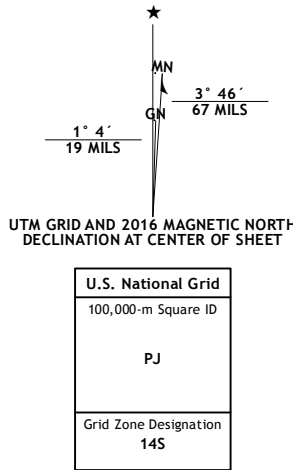 ★
MN
GN
3° 46´
67 MILS
1° 4´
19 MILS
UTM GRID AND 2016 MAGNETIC NORTH
DECLINATION AT CENTER OF SHEET
U.S. National Grid
100,000-m Square ID
PJ
Grid Zone Designation
14S